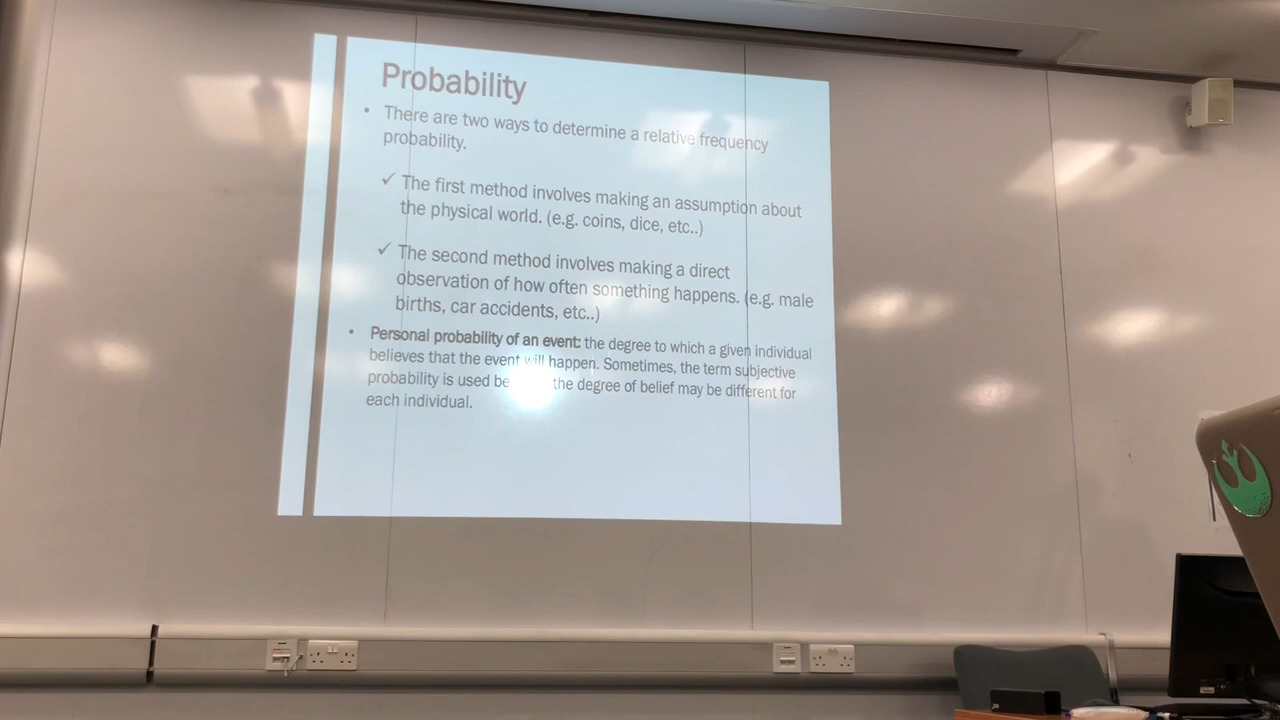 Probability
• There are two ways to determine a relative frequency
probability.
✓ The first method involves making an assumption about
the physical world. (e.g. coins, dice, etc..)
✓ The second method involves making a direct
observation of how often something happens. (e.g. male
births, car accidents, etc..)
• Personal probability of an event: the degree to which a given individual
believes that the event will happen. Sometimes, the term subjective
probability is used be the degree of belief may be different for
each individual.